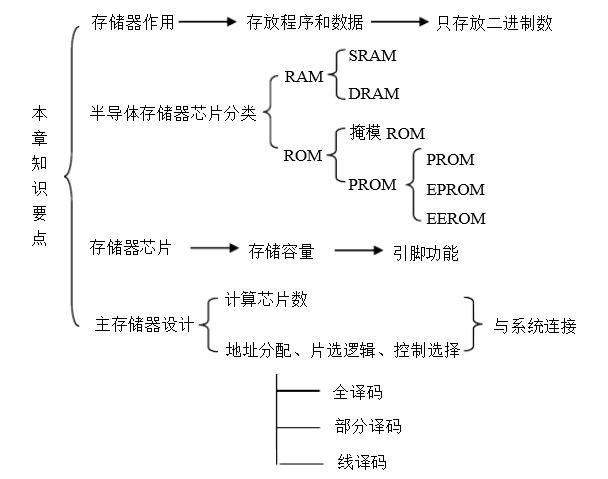 本章知识要点
存储器作用 存放程序和数据 只存放二进制数
半导体存储器芯片分类
RAM
SRAM
DRAM
ROM
掩模 ROM
PROM
PROM
EPROM
EEROM
存储器芯片 存储容量 引脚功能
主存储器设计
计算芯片数
地址分配、片选逻辑、控制选择
与系统连接
全译码
部分译码
线译码